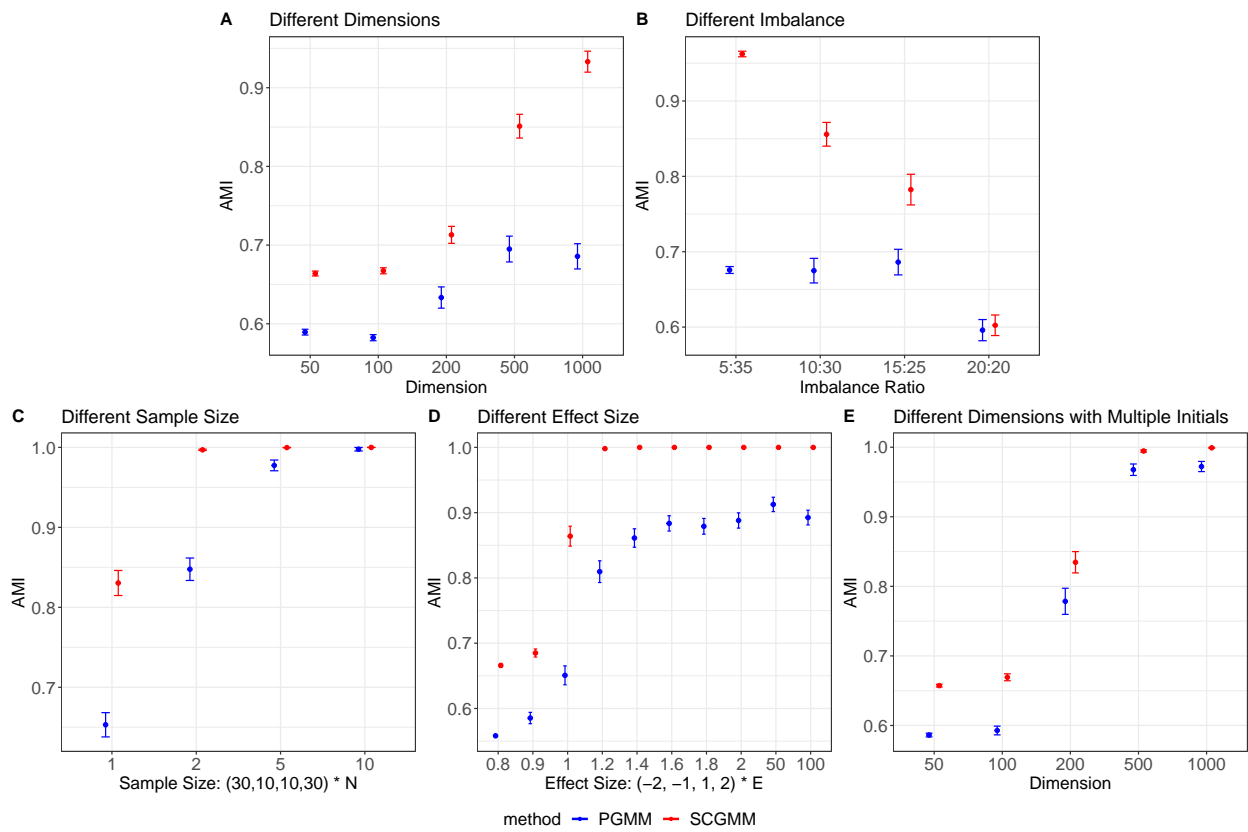 A Different Dimensions
AMI
0.9
0.8
0.7
0.6
50 100 200 500 1000
Dimension
B Different Imbalance
AMI
0.9
0.8
0.7
0.6
5:35 10:30 15:25 20:20
Imbalance Ratio
C Different Sample Size
AMI
1.0
0.9
0.8
0.7
1 2 5 10
Sample Size: (30,10,10,30) * N
D Different Effect Size
AMI
1.0
0.9
0.8
0.7
0.6
0.8 0.9 1 1.2 1.4 1.6 1.8 2 50 100
Effect Size: (−2, −1, 1, 2) * E
E Different Dimensions with Multiple Initials
AMI
1.0
0.9
0.8
0.7
0.6
50 100 200 500 1000
Dimension
method PGMM SCGMM